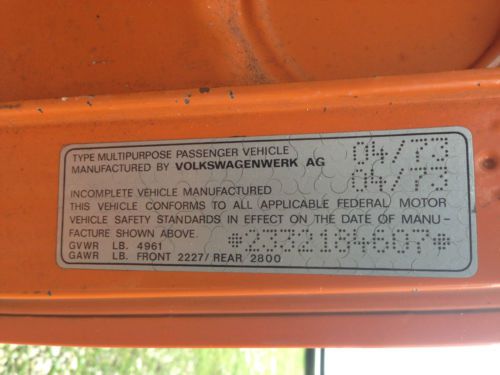 TYPE MULTIPURPOSE PASSENGER VEHICLE 04/73
MANUFACTURED BY VOLKSWAGENWERK AG
04/73
INCOMPLETE VEHICLE MANUFACTURED
THIS VEHICLE CONFORMS TO ALL APPLICABLE FEDERAL MOTOR
VEHICLE SAFETY STANDARDS IN EFFECT ON THE DATE OF MANU-
FACTURE SHOWN ABOVE.
*2332184607*
GVWR LB. 4961
GAWR LB. FRONT 2227/ REAR 2800